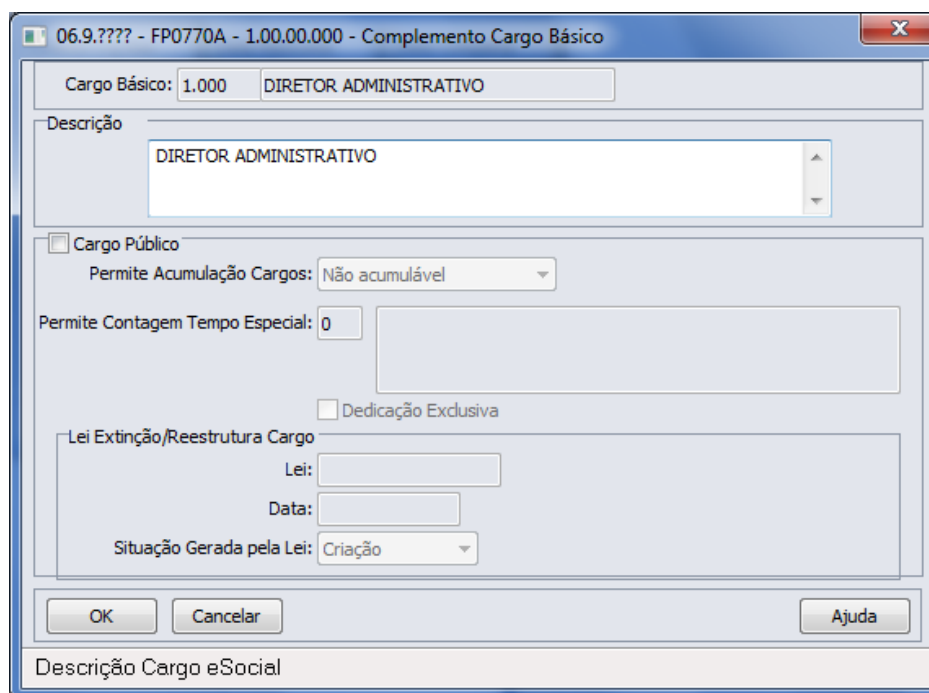 06.9.???? - FP0770A - 1.00.00.000 - Complemento Cargo Básico
Cargo Básico: 1.000 DIRETOR ADMINISTRATIVO
Descrição
DIRETOR ADMINISTRATIVO
Cargo Público
Permite Acumulação Cargos: Não acumulável
Permite Contagem Tempo Especial: 0
Dedicação Exclusiva
Lei Extinção/Reestrutura Cargo
Lei:
Data:
Situação Gerada pela Lei: Criação
OK Cancelar Ajuda
Descrição Cargo eSocial